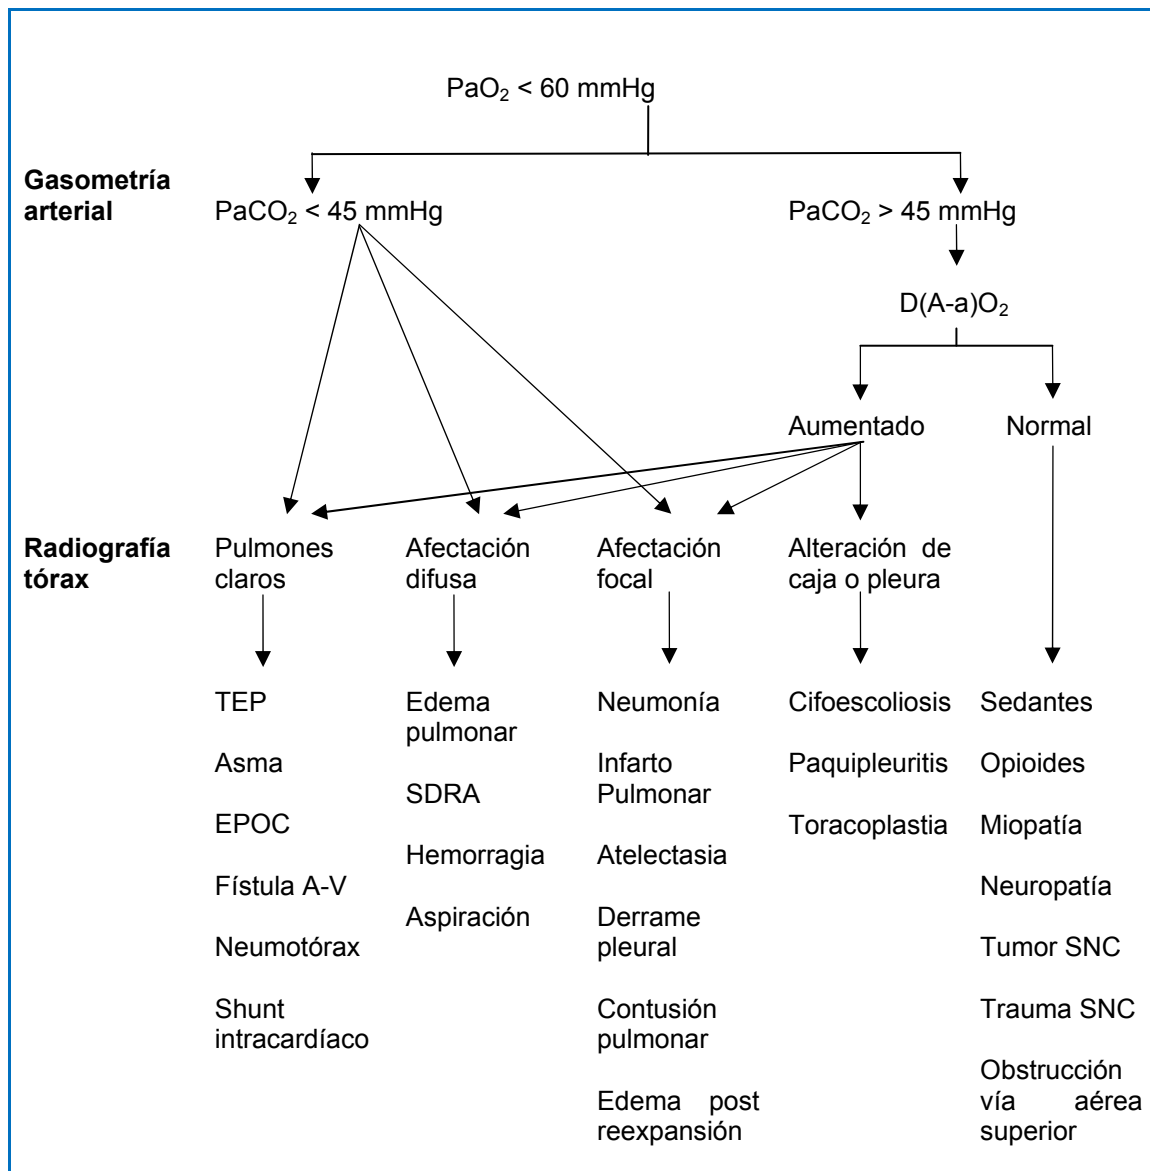 PaO₂ < 60 mmHg
Gasometría
arterial
PaCO₂ < 45 mmHg
PaCO₂ > 45 mmHg
D(A-a)O₂
Aumentado
Normal
Radiografía
tórax
Pulmones
claros
Afectación
difusa
Afectación
focal
Alteración de
caja o pleura
TEP
Asma
EPOC
Fístula A-V
Neumotórax
Shunt
intracardíaco
Edema
pulmonar
SDRA
Hemorragia
Aspiración
Neumonía
Infarto
Pulmonar
Atelectasia
Derrame
pleural
Contusión
pulmonar
Edema post
reexpansión
Cifoescoliosis
Paquipleuritis
Toracoplastia
Sedantes
Opioides
Miopatía
Neuropatía
Tumor SNC
Trauma SNC
Obstrucción
vía aérea
superior